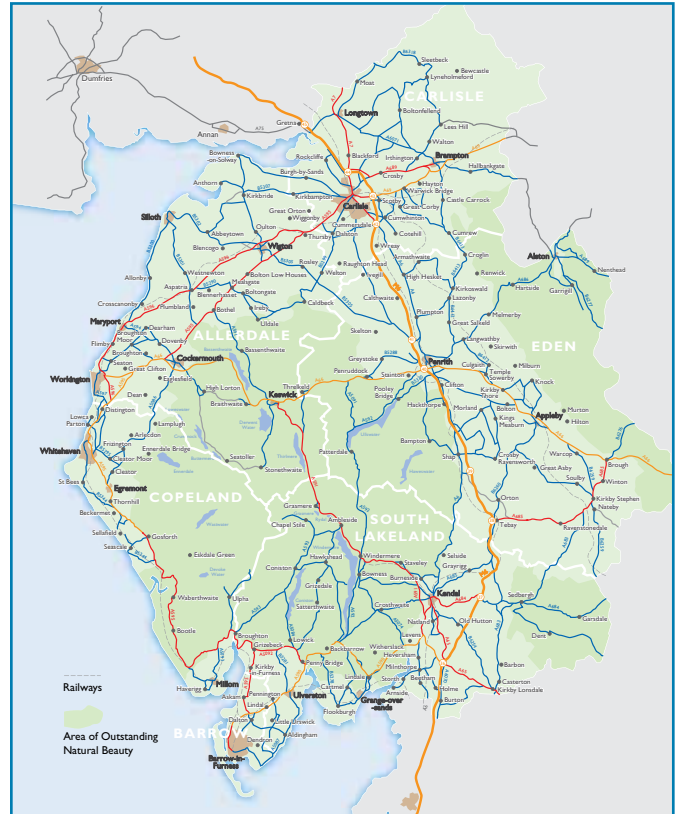 Dumfries
Annan
A75
Gretna
Sleetbeck
Bewcastle
Lyneholmeford
Moat
CARLISLE
Longtown
Boltonfellend
Lees Hill
Walton
Bowness
-on-Solway
Rockcliffe
Blackford
Irthington
Brampton
Hallbankgate
Burgh-by-Sands
Crosby
Anthorn
Hayton
Warwick Bridge
Kirkbride
Kirkbampton
Scotby
Castle Carrock
Great Orton
Carlisle
Great Corby
Silloth
Wiggonby
Cummersdale
Cumwhinton
Abbeytown
Oulton
Thursby
Dalston
Cotehill
Cumrew
Blencogo
Wigton
Wreay
Croglin
Alston
Rosley
Raughton Head
Armathwaite
Nenthead
Westnewton
Bolton Low Houses
Welton
Ivegill
High Hesket
Renwick
Allonby
Aspatria
Mealsgate
Kirkoswald
Hartside
Garrigill
Blennerhasset
Boltongate
Calthwaite
Lazonby
Crosscanonby
Plumbland
Ireby
Caldbeck
Bothel
Plumpton
Melmerby
Maryport
Uldale
Great Salkeld
Dearham
Broughton
Moor
ALLERDALE
Skelton
Langwathby
EDEN
Flimby
Dovenby
Skirwith
Broughton
Bassenthwaite
Greystoke
B5288
Penrith
Seaton
Cockermouth
Culgaith
Milburn
Great Clifton
Penruddock
Stainton
Temple
Sowerby
Workington
Eaglesfield
High Lorton
Threlkeld
Pooley
Bridge
Clifton
Kirkby
Thore
Knock
Dean
Braithwaite
Keswick
Hackthorpe
Morland
Bolton
Murton
Distington
Kings
Meaburn
Appleby
Hilton
Lowca
Parton
Lamplugh
Bampton
Arlecdon
Patterdale
Warcop
Whitehaven
Frizington
Ennerdale Bridge
Seatoller
Shap
Crosby
Ravensworth
Brough
Cleator Moor
Stonethwaite
Great Asby
Cleator
Soulby
Winton
St Bees
Egremont
COPELAND
Orton
Kirkby Stephen
Thornhill
Grasmere
Nateby
Beckermet
Chapel Stile
Ambleside
SOUTH
LAKELAND
Tebay
Ravenstonedale
Sellafield
Gosforth
Seascale
Eskdale Green
Hawkshead
Windermere
Selside
Coniston
Bowness
Staveley
Grayrigg
Burneside
Grizedale
Waberthwaite
Ulpha
Satterthwaite
Crosthwaite
Kendal
Sedbergh
Garsdale
Bootle
Natland
Old Hutton
Dent
Broughton
Lowick
Levens
Grizebeck
Backbarrow
Witherslack
Kirkby
-in-Furness
Penny Bridge
Heversham
Barbon
Lindale
Milnthorpe
Millom
Cartmel
Storth
Beetham
Casterton
Haverigg
Askam
Pennington
Ulverston
Grange-over
-sands
Arnside
Holme
Kirkby Lonsdale
Lindal
Burton
Flookburgh
Dalton
Little Urswick
BARROW
Dendron
Aldingham
Barrow-in-
Furness
Railways
Area of Outstanding
Natural Beauty